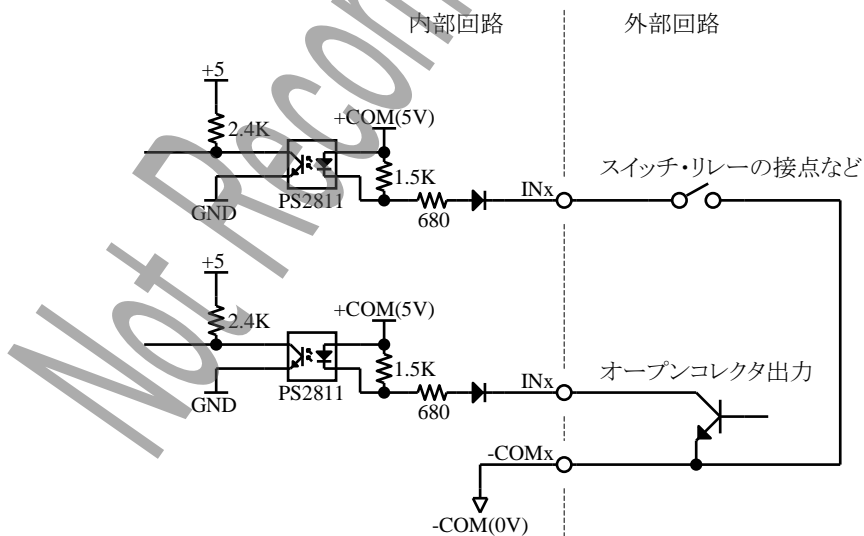 内部回路
外部回路
+5
2.4K
+COM(5V)
1.5K
GND
PS2811
680
INx
スイッチ・リレーの接点など
+5
2.4K
+COM(5V)
1.5K
GND
PS2811
680
INx
オープンコレクタ出力
-COMx
-COM(0V)
Not Recom